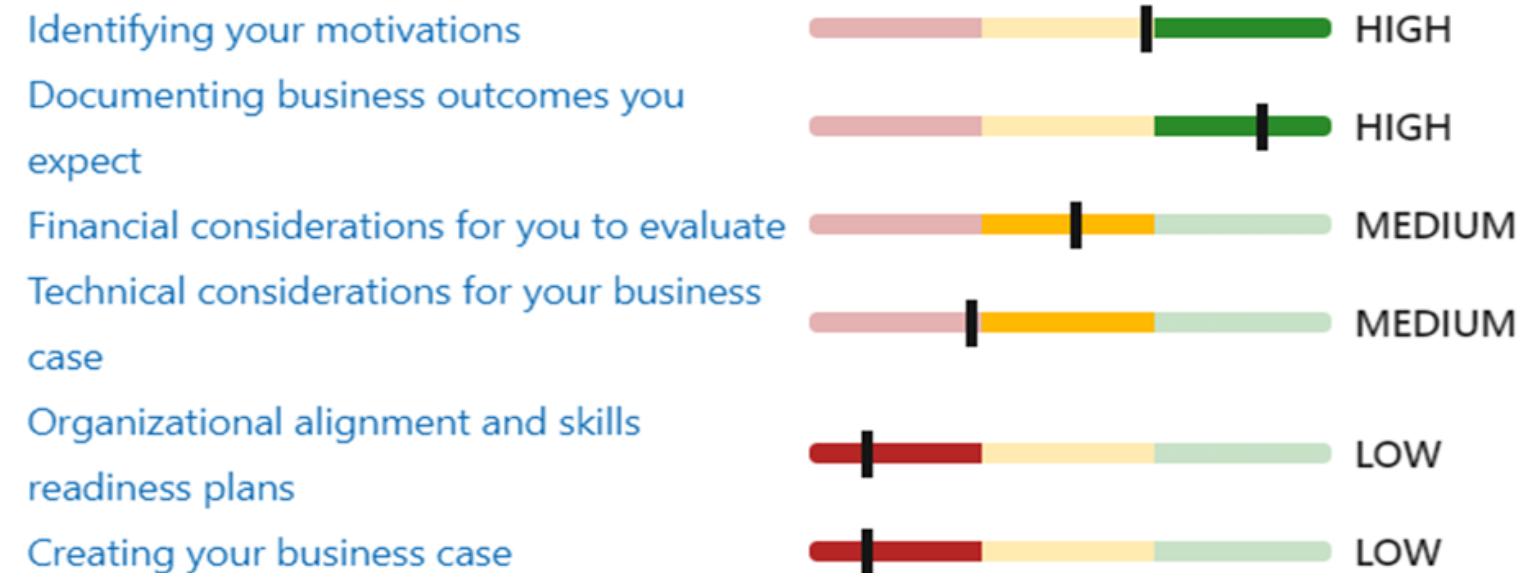 Identifying your motivations HIGH
Documenting business outcomes you
expect HIGH
Financial considerations for you to evaluate MEDIUM
Technical considerations for your business
case MEDIUM
Organizational alignment and skills
readiness plans LOW
Creating your business case LOW